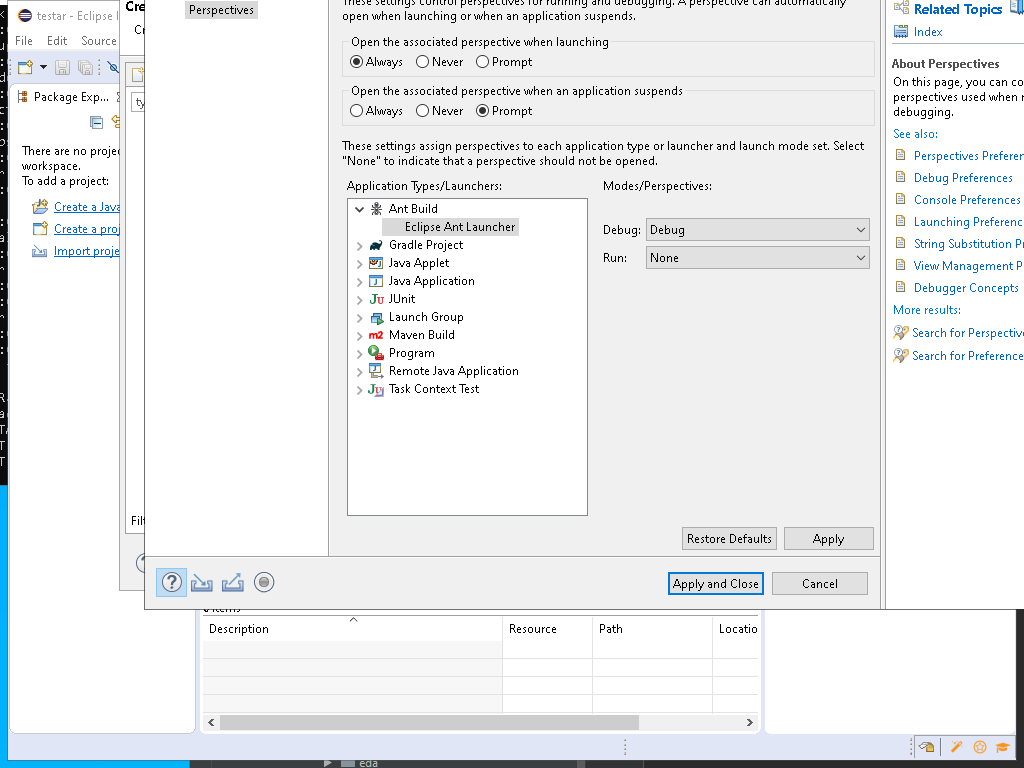 testar - Eclipse I
File Edit Source
Package Exp...
There are no proje
workspace.
To add a project:
Create a Java
Create a proj
Import proje
Cre
Cr
ty
Filt
Perspectives
These settings control perspectives for running and debugging. A perspective can automatically
open when launching or when an application suspends.
Open the associated perspective when launching
Always Never Prompt
Open the associated perspective when an application suspends
Always Never Prompt
These settings assign perspectives to each application type or launcher and launch mode set. Select
"None" to indicate that a perspective should not be opened.
Application Types/Launchers:
Ant Build
Eclipse Ant Launcher
Gradle Project
Java Applet
Java Application
JUnit
Launch Group
Maven Build
Program
Remote Java Application
Task Context Test
Modes/Perspectives:
Debug: Debug
Run: None
Restore Defaults Apply
Apply and Close Cancel
Related Topics
Index
About Perspectives
On this page, you can co
perspectives used when r
debugging.
See also:
Perspectives Preferen
Debug Preferences
Console Preferences
Launching Preferenc
String Substitution Pr
View Management P
Debugger Concepts
More results:
Search for Perspective
Search for Preference
items
Description Resource Path Locatio
eda